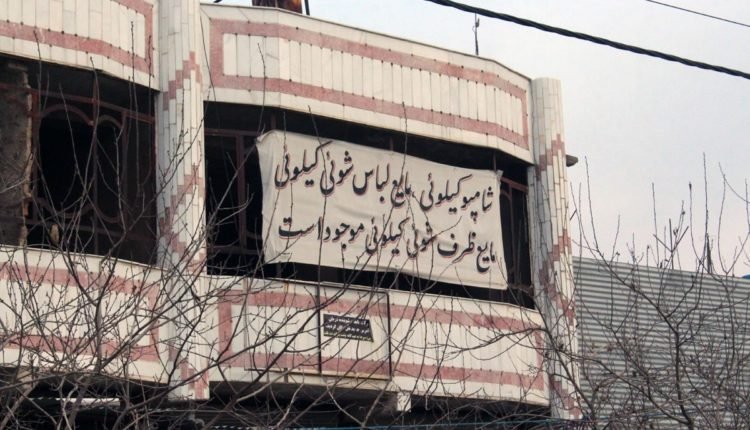 شامپو کیلوئی، مایع لباس شوئی کیلوئی
مایع ظرف شوئی کیلوئی موجود است